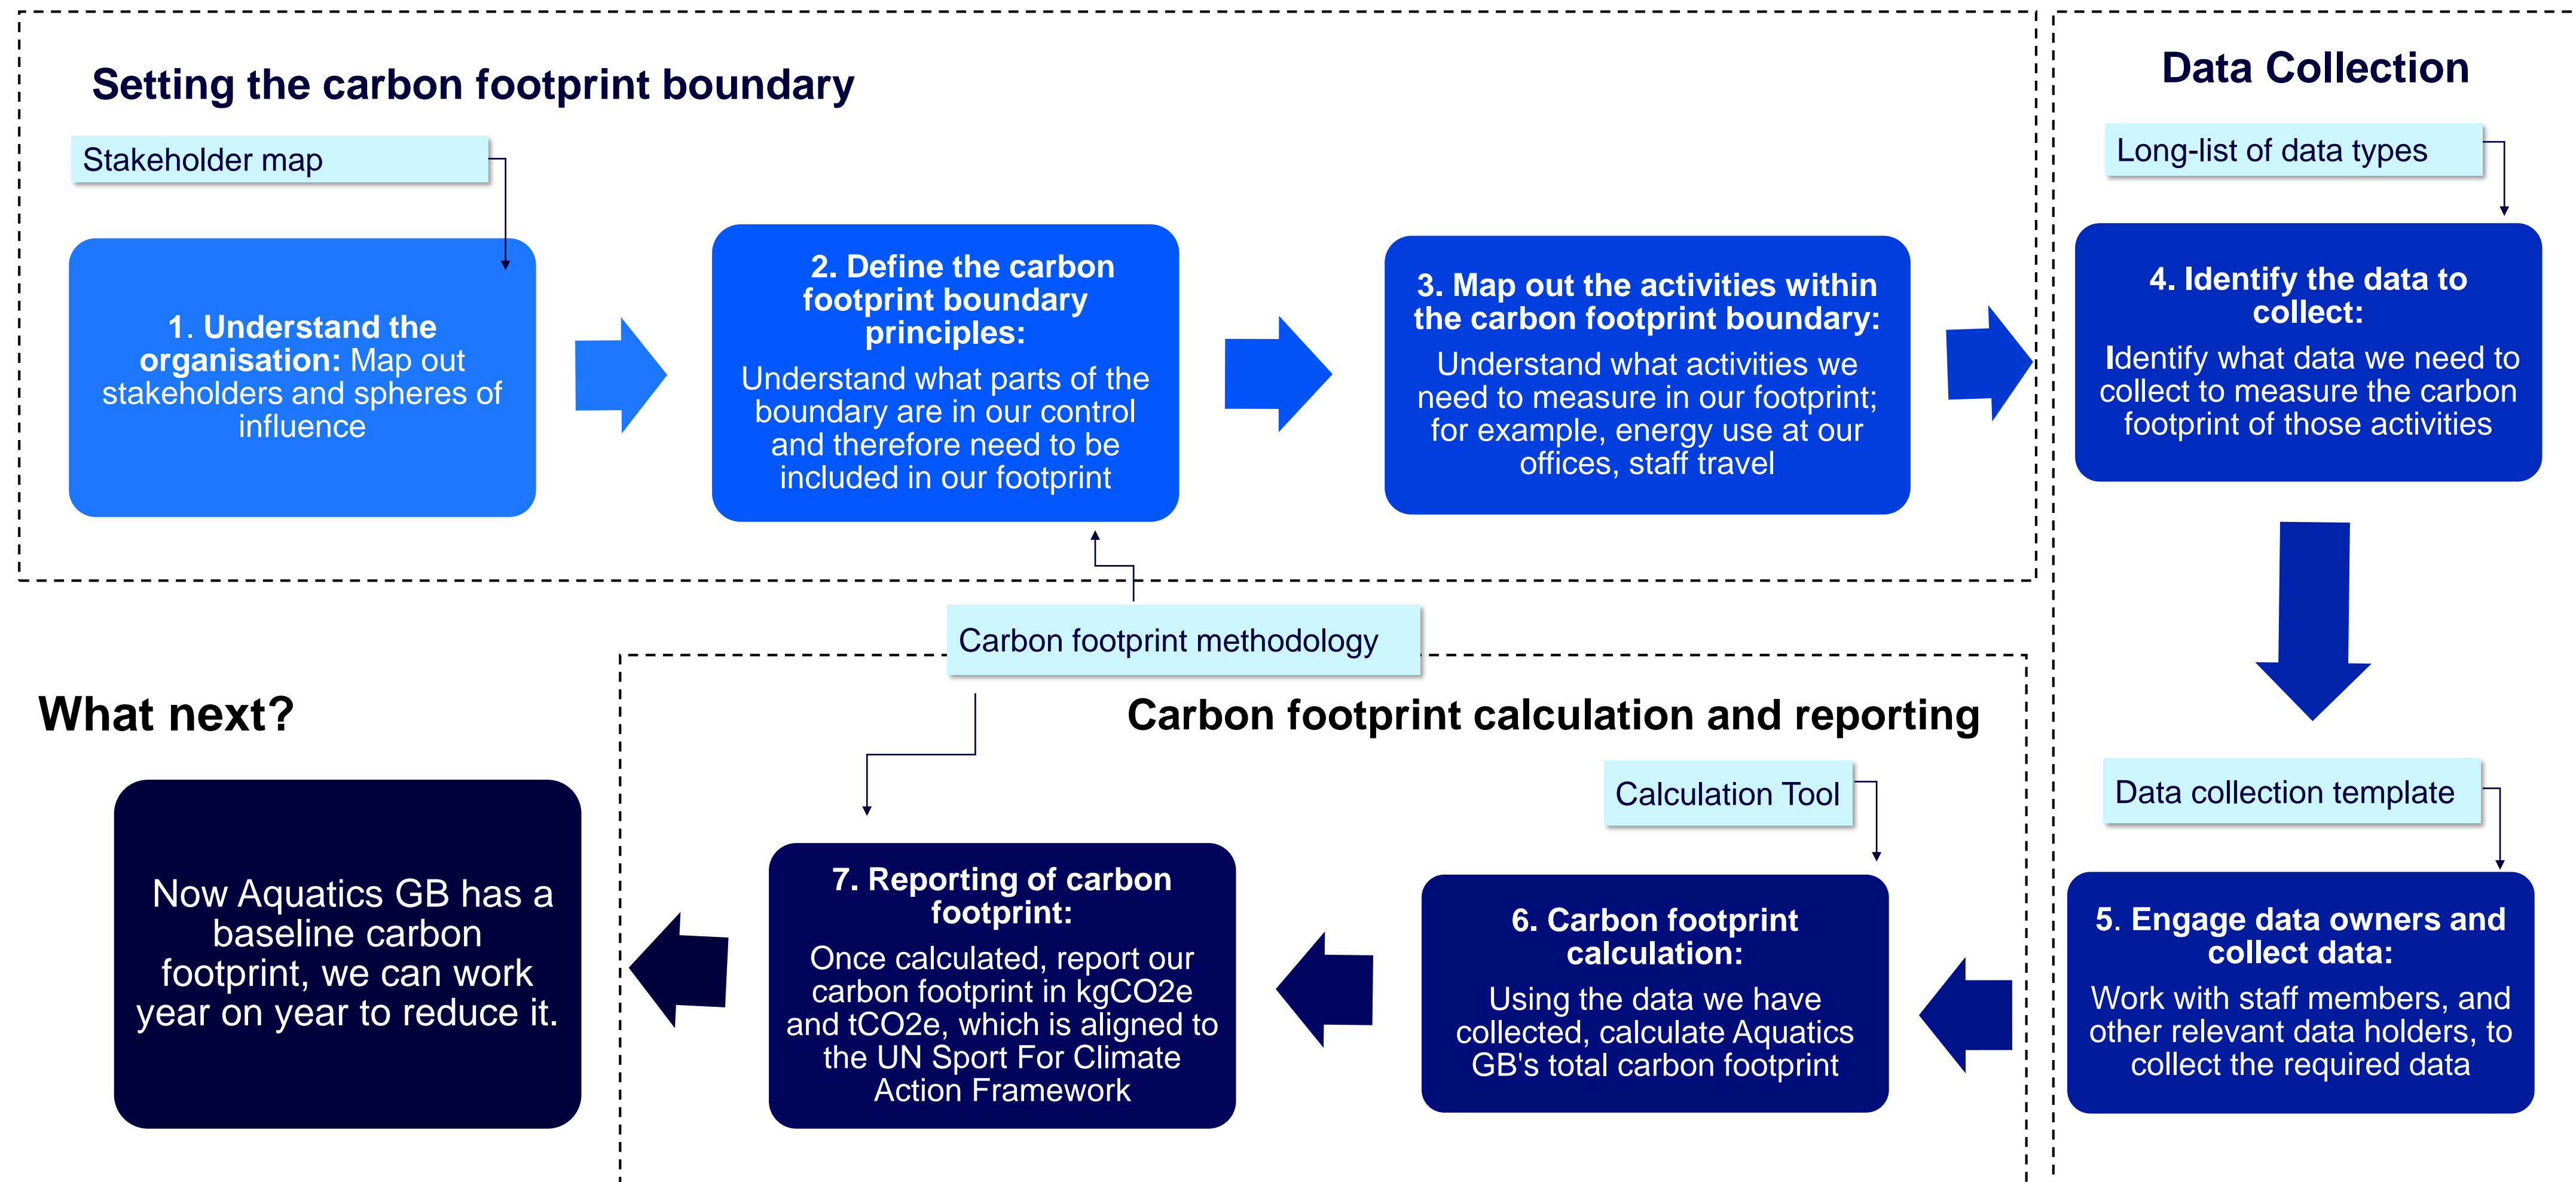 Setting the carbon footprint boundary
Stakeholder map
1. Understand the
organisation: Map out
stakeholders and spheres of
influence
2. Define the carbon
footprint boundary
principles:
Understand what parts of the
boundary are in our control
and therefore need to be
included in our footprint
3. Map out the activities within
the carbon footprint boundary:
Understand what activities we
need to measure in our footprint;
for example, energy use at our
offices, staff travel
Data Collection
Long-list of data types
4. Identify the data to
collect:
Identify what data we need to
collect to measure the carbon
footprint of those activities
Data collection template
5. Engage data owners and
collect data:
Work with staff members, and
other relevant data holders, to
collect the required data
Carbon footprint methodology
Carbon footprint calculation and reporting
Calculation Tool
6. Carbon footprint
calculation:
Using the data we have
collected, calculate Aquatics
GB's total carbon footprint
7. Reporting of carbon
footprint:
Once calculated, report our
carbon footprint in kgCO2e
and tCO2e, which is aligned to
the UN Sport For Climate
Action Framework
What next?
Now Aquatics GB has a
baseline carbon
footprint, we can work
year on year to reduce it.